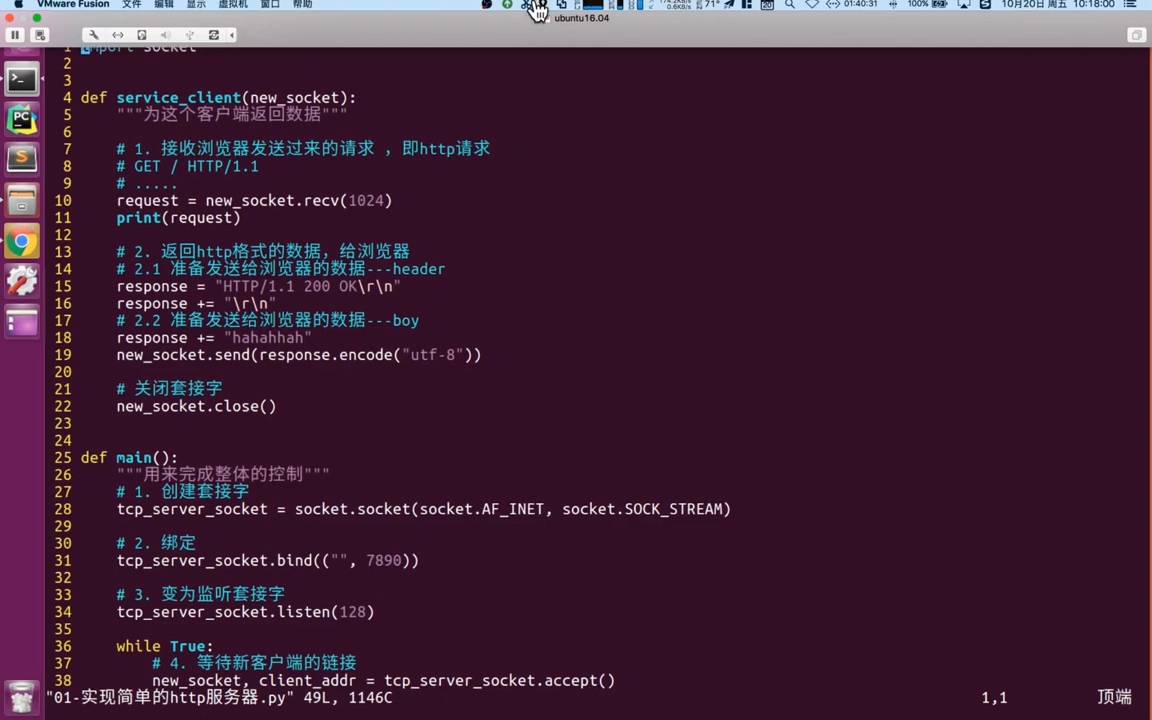 VMware Fusion 文件 编辑 显示 虚拟机 窗口 帮助 0.6K/s 71° 20 01:40:31 100% 10月20日 周五 10:18:00
ubuntu16.04
1 import socket
2
3
4 def service_client(new_socket):
5 """为这个客户端返回数据"""
6
7 # 1. 接收浏览器发送过来的请求 ，即http请求
8 # GET / HTTP/1.1
9 # .....
10 request = new_socket.recv(1024)
11 print(request)
12
13 # 2. 返回http格式的数据，给浏览器
14 # 2.1 准备发送给浏览器的数据---header
15 response = "HTTP/1.1 200 OK\r\n"
16 response += "\r\n"
17 # 2.2 准备发送给浏览器的数据---boy
18 response += "hahahhah"
19 new_socket.send(response.encode("utf-8"))
20
21 # 关闭套接字
22 new_socket.close()
23
24
25 def main():
26 """用来完成整体的控制"""
27 # 1. 创建套接字
28 tcp_server_socket = socket.socket(socket.AF_INET, socket.SOCK_STREAM)
29
30 # 2. 绑定
31 tcp_server_socket.bind(("", 7890))
32
33 # 3. 变为监听套接字
34 tcp_server_socket.listen(128)
35
36 while True:
37 # 4. 等待新客户端的链接
38 new_socket, client_addr = tcp_server_socket.accept()
"01-实现简单的http服务器.py" 49L, 1146C 1,1 顶端